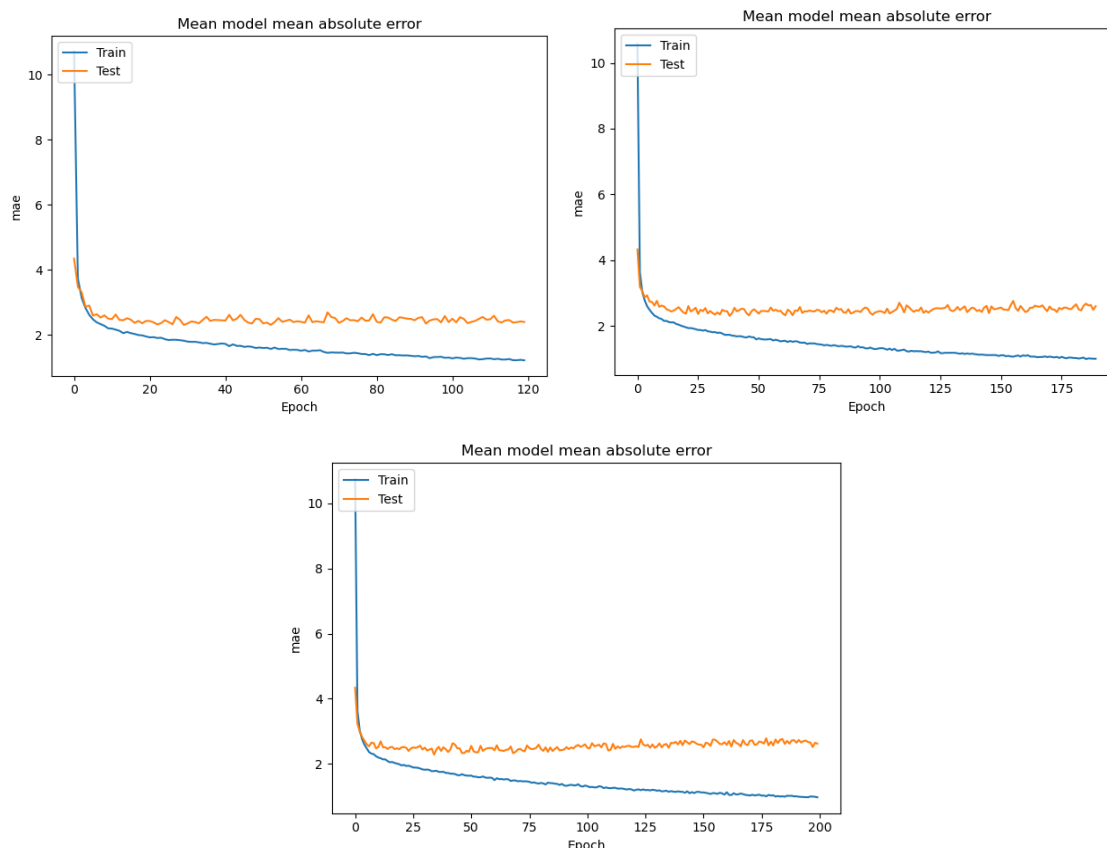 Mean model mean absolute error
Train
Test
10
8
6
4
2
mae
0 20 40 60 80 100 120
Epoch
Mean model mean absolute error
Train
Test
10
8
6
4
2
mae
0 25 50 75 100 125 150 175
Epoch
Mean model mean absolute error
Train
Test
10
8
6
4
2
mae
0 25 50 75 100 125 150 175 200
Epoch